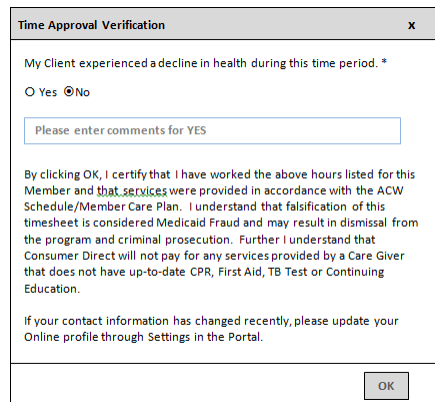 Time Approval Verification x
My Client experienced a decline in health during this time period. *
Yes No
Please enter comments for YES
By clicking OK, I certify that I have worked the above hours listed for this
Member and that services were provided in accordance with the ACW
Schedule/Member Care Plan. I understand that falsification of this
timesheet is considered Medicaid Fraud and may result in dismissal from
the program and criminal prosecution. Further I understand that
Consumer Direct will not pay for any services provided by a Care Giver
that does not have up-to-date CPR, First Aid, TB Test or Continuing
Education.
If your contact information has changed recently, please update your
Online profile through Settings in the Portal.
OK